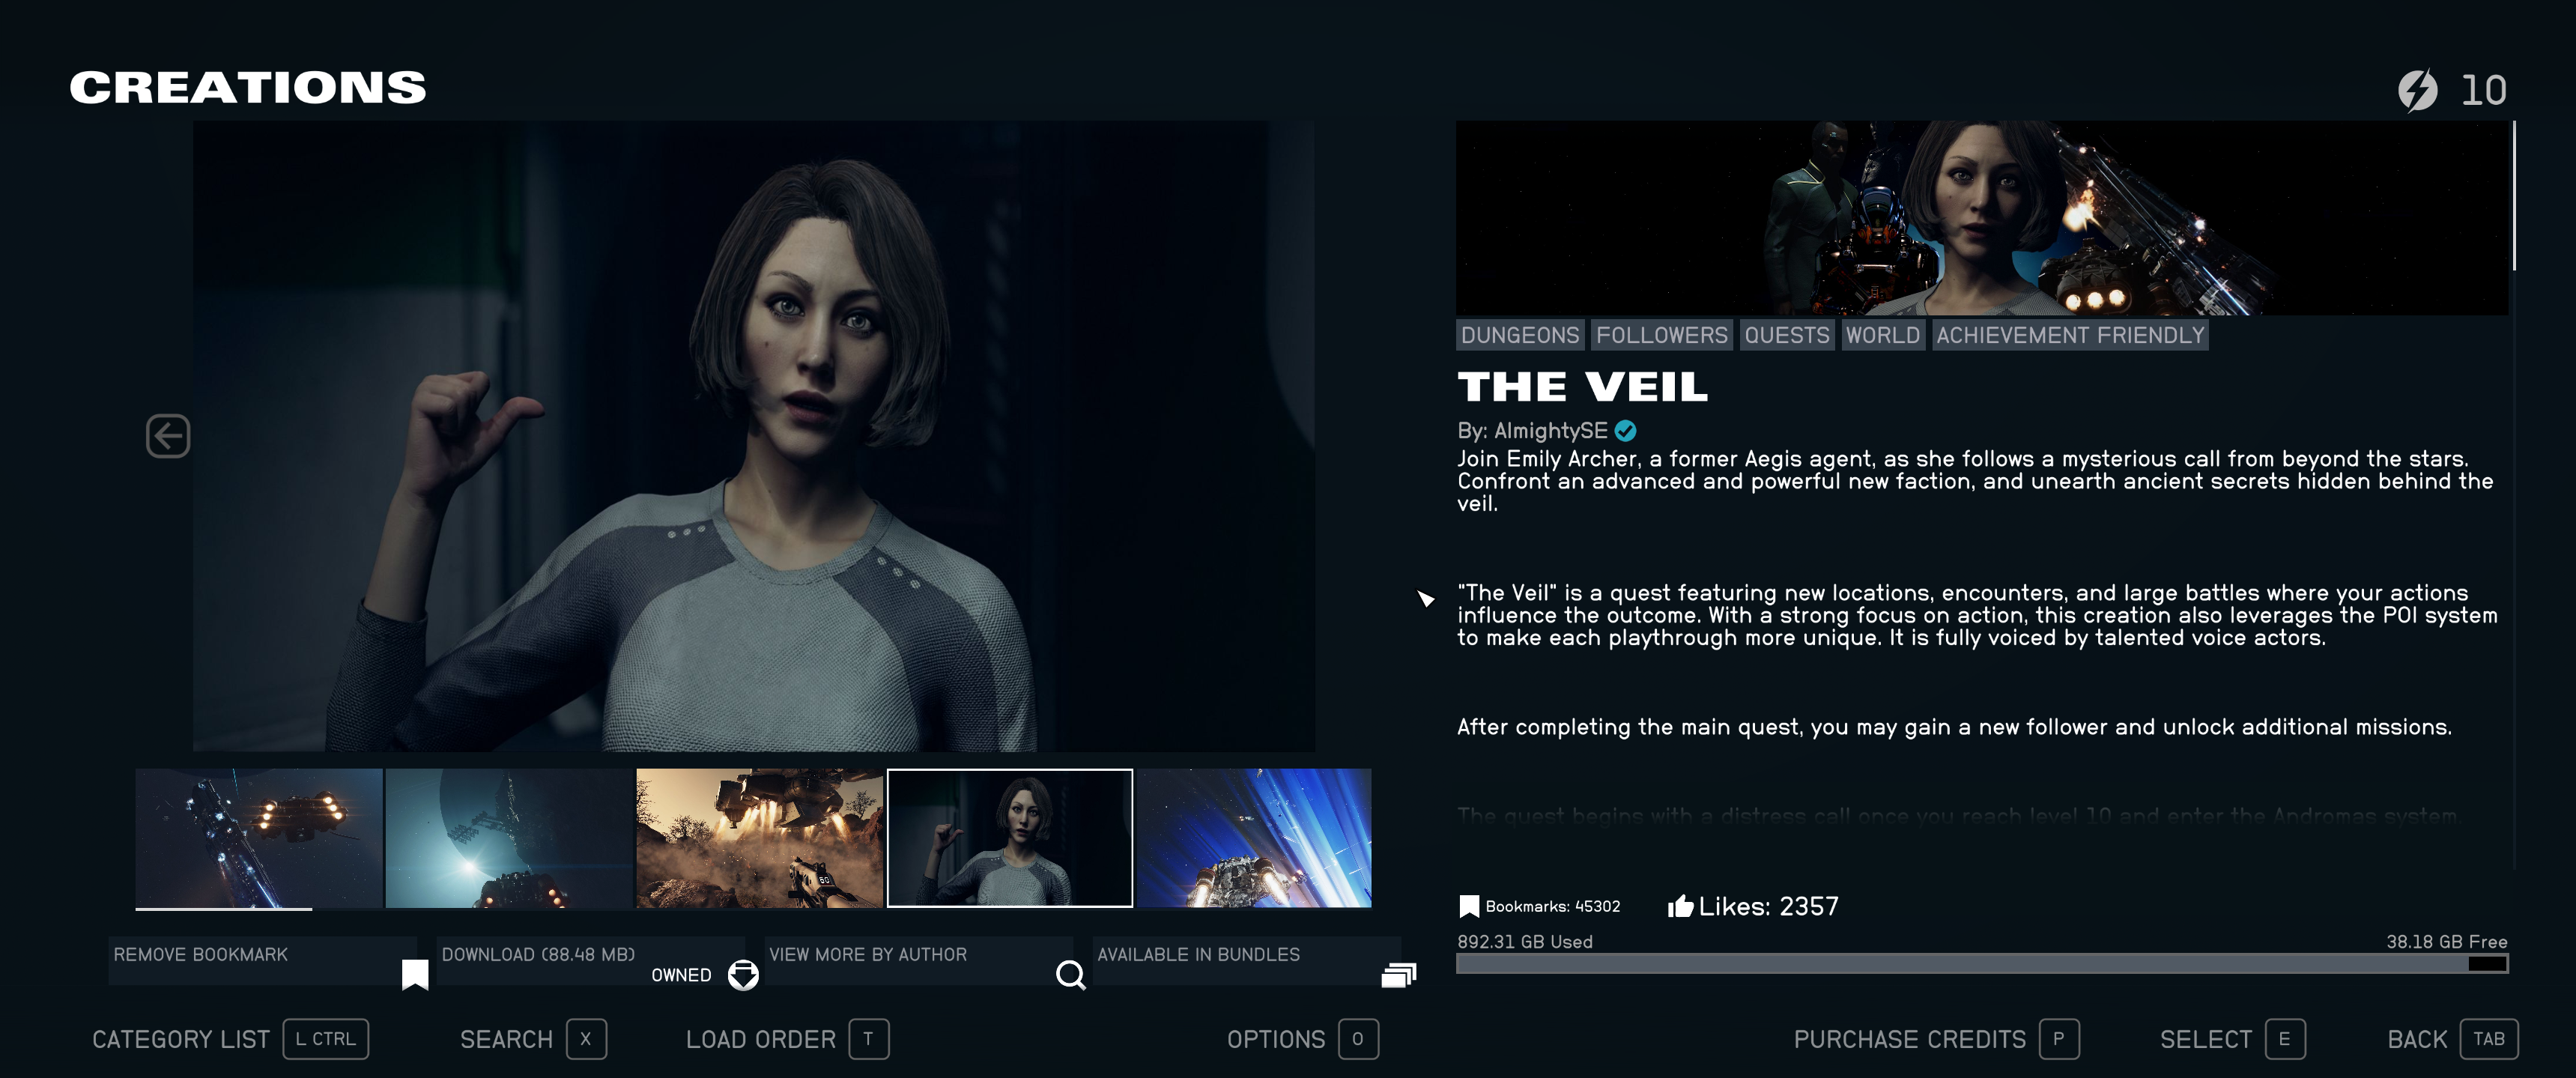 CREATIONS
10
DUNGEONS FOLLOWERS QUESTS WORLD ACHIEVEMENT FRIENDLY
THE VEIL
By: AlmightySE
Join Emily Archer, a former Aegis agent, as she follows a mysterious call from beyond the stars.
Confront an advanced and powerful new faction, and unearth ancient secrets hidden behind the
veil.
"The Veil" is a quest featuring new locations, encounters, and large battles where your actions
influence the outcome. With a strong focus on action, this creation also leverages the POI system
to make each playthrough more unique. It is fully voiced by talented voice actors.
After completing the main quest, you may gain a new follower and unlock additional missions.
The quest begins with a distress call once you reach level 10 and enter the Andromas system.
60
Bookmarks: 45302 Likes: 2357
892.31 GB Used 38.18 GB Free
REMOVE BOOKMARK
DOWNLOAD (88.48 MB)
OWNED
VIEW MORE BY AUTHOR
AVAILABLE IN BUNDLES
CATEGORY LIST L CTRL SEARCH X LOAD ORDER T OPTIONS O PURCHASE CREDITS P SELECT E BACK TAB